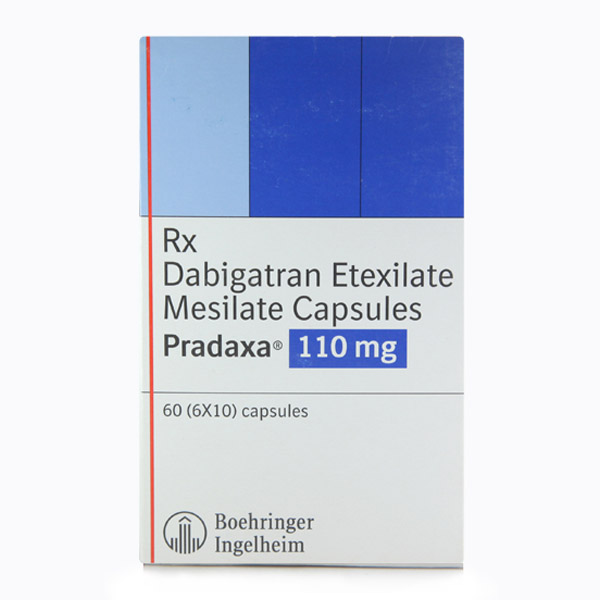 Rx
Dabigatran Etexilate
Mesilate Capsules
Pradaxa® 110 mg
60 (6X10) capsules
Boehringer
Ingelheim